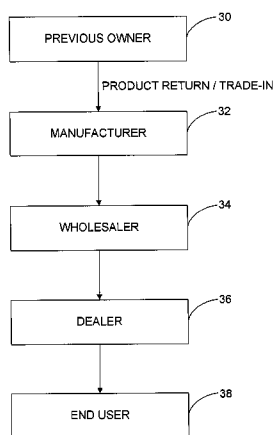 30
PREVIOUS OWNER
PRODUCT RETURN / TRADE-IN
32
MANUFACTURER
34
WHOLESALER
36
DEALER
38
END USER